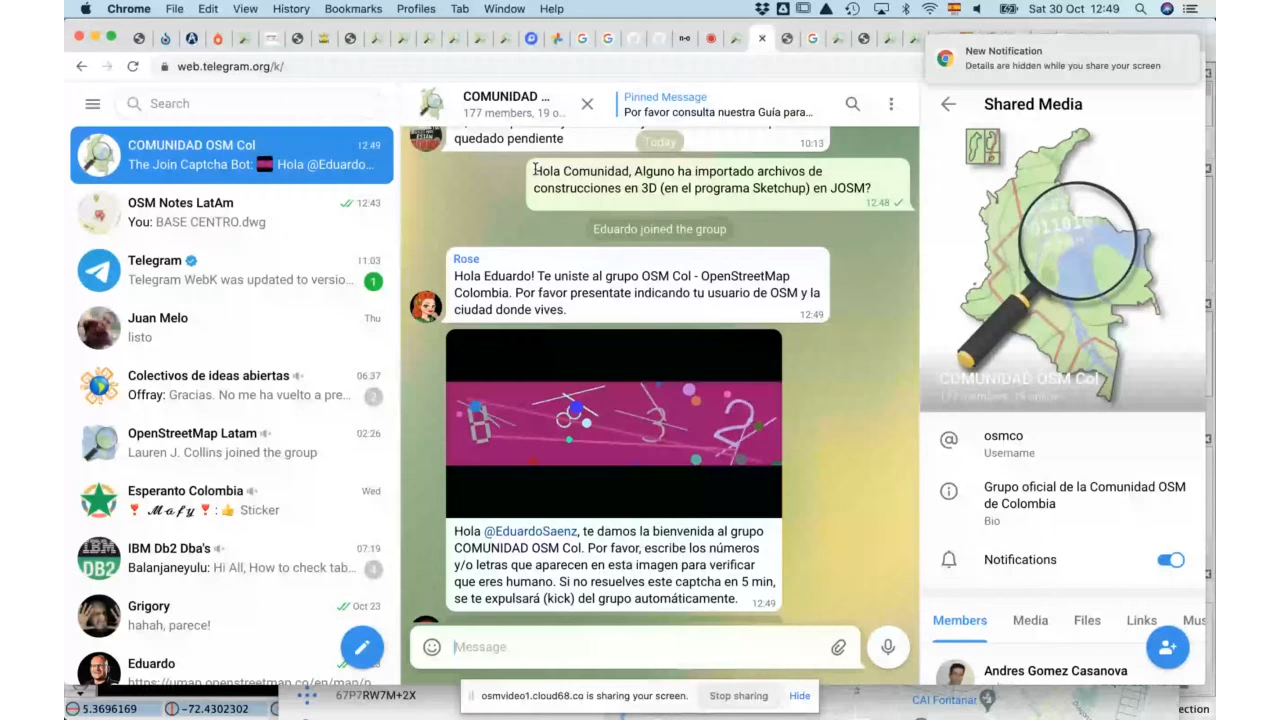 Chrome File Edit View History Bookmarks Profiles Tab Window Help
Sat 30 Oct 12:49
web.telegram.org/k/
New Notification
Details are hidden while you share your screen
Search
COMUNIDAD OSM Col 12.49
The Join Captcha Bot: Hola @Eduardo...
OSM Notes LatAm 12:43
You: BASE CENTRO.dwg
Telegram 11:03
Telegram WebK was updated to versio... 1
Juan Melo Thu
listo
Colectivos de ideas abiertas 06:37
Offray: Gracias. No me ha vuelto a pre... 2
OpenStreetMap Latam 02:26
Lauren J. Collins joined the group
Esperanto Colombia Wed
𝓜𝓪𝓯𝔂 : Sticker
IBM Db2 Dba's 07:19
Balanjaneyulu: Hi All, How to check tab... 4
Grigory Oct 23
hahah, parece!
Eduardo
https://umap.openstreetmap.co/en/map/p
COMUNIDAD ...
177 members, 19 o...
Pinned Message
Por favor consulta nuestra Guía para...
quedado pendiente 10:13
Today
Hola Comunidad, Alguno ha importado archivos de
construcciones en 3D (en el programa Sketchup) en JOSM?
12.48
Eduardo joined the group
Rose
Hola Eduardo! Te uniste al grupo OSM Col - OpenStreetMap
Colombia. Por favor presentate indicando tu usuario de OSM y la
ciudad donde vives.
12:49
Hola @EduardoSaenz, te damos la bienvenida al grupo
COMUNIDAD OSM Col. Por favor, escribe los números
y/o letras que aparecen en esta imagen para verificar
que eres humano. Si no resuelves este captcha en 5 min,
se te expulsará (kick) del grupo automáticamente. 12:49
Message
Shared Media
COMUNIDAD OSM Col
177 members, 19 online
osmco
Username
Grupo oficial de la Comunidad OSM
de Colombia
Bio
Notifications
Members Media Files Links Mus
Andres Gomez Casanova
osmvideo1.cloud68.co is sharing your screen. Stop sharing Hide
5.3696169 -72.4302302
67P7RW7M+2X
CAI Fontanar
ection